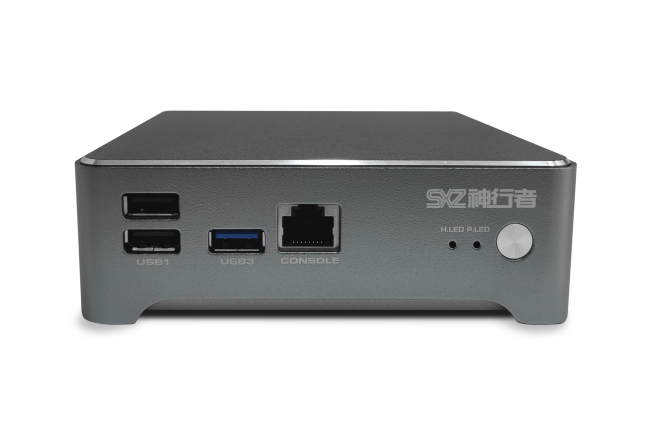 SXZ神行者
H.LED P.LED
USB1
USB3
CONSOLE